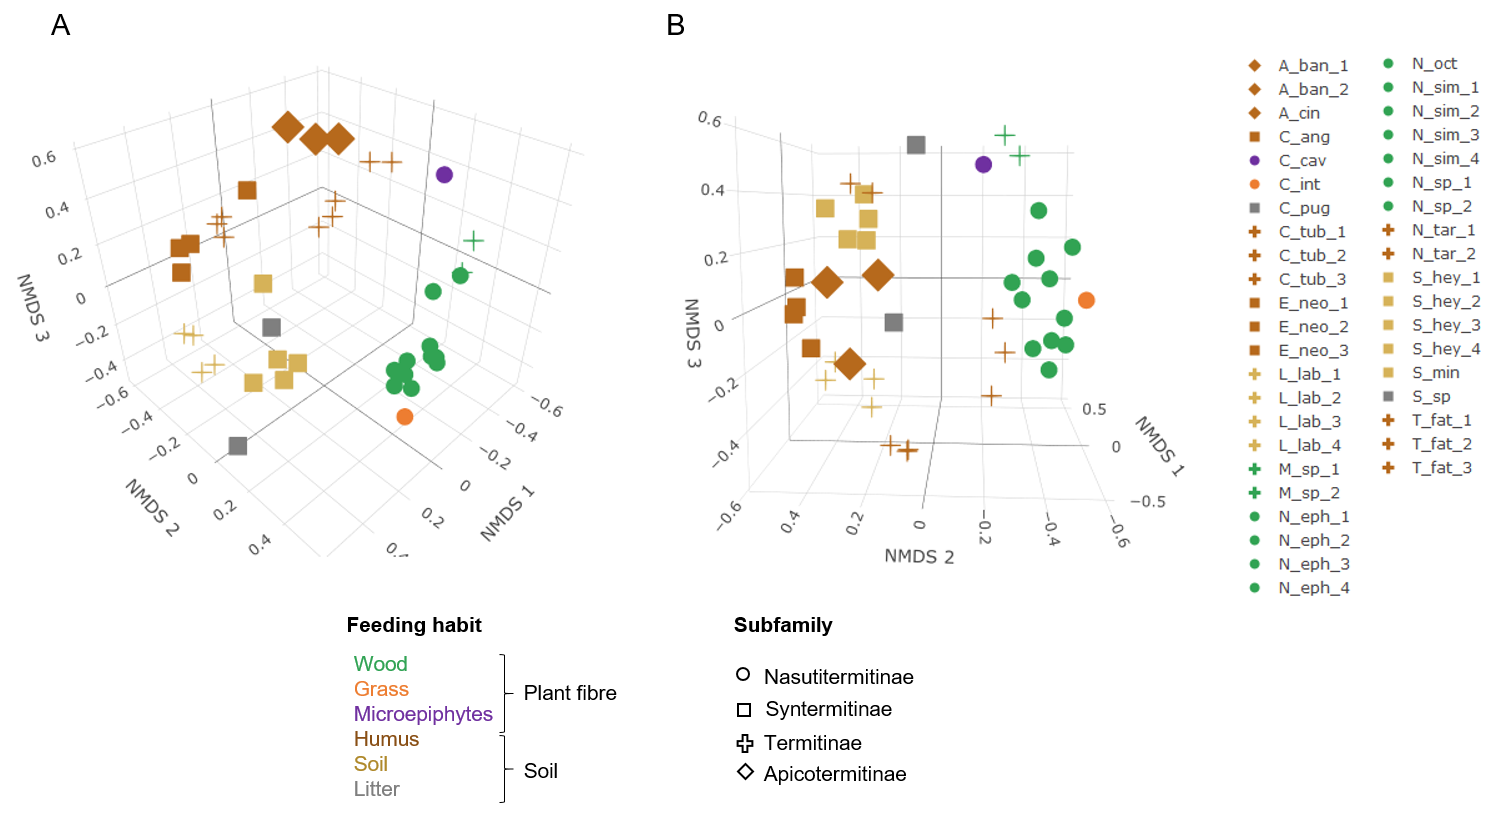 A
B
0.6
0.4
0.2
0
−0.2
−0.4
NMDS 3
−0.6
−0.4
−0.2
0
0.2
0.4
NMDS 2
−0.6
−0.4
−0.2
0
0.2
NMDS 1
0.6
0.4
0.2
0
−0.2
−0.4
−0.6
NMDS 3
0.4
0.2
0
−0.2
−0.4
−0.6
NMDS 2
0.5
0
−0.5
NMDS 1
A_ban_1
A_ban_2
A_cin
C_ang
C_cav
C_int
C_pug
C_tub_1
C_tub_2
C_tub_3
E_neo_1
E_neo_2
E_neo_3
L_lab_1
L_lab_2
L_lab_3
L_lab_4
M_sp_1
M_sp_2
N_eph_1
N_eph_2
N_eph_3
N_eph_4
N_oct
N_sim_1
N_sim_2
N_sim_3
N_sim_4
N_sp_1
N_sp_2
N_tar_1
N_tar_2
S_hey_1
S_hey_2
S_hey_3
S_hey_4
S_min
S_sp
T_fat_1
T_fat_2
T_fat_3
Feeding habit
Wood
Grass
Microepiphytes
Humus
Soil
Litter
Plant fibre
Soil
Subfamily
Nasutitermitinae
Syntermitinae
Termitinae
Apicotermitinae